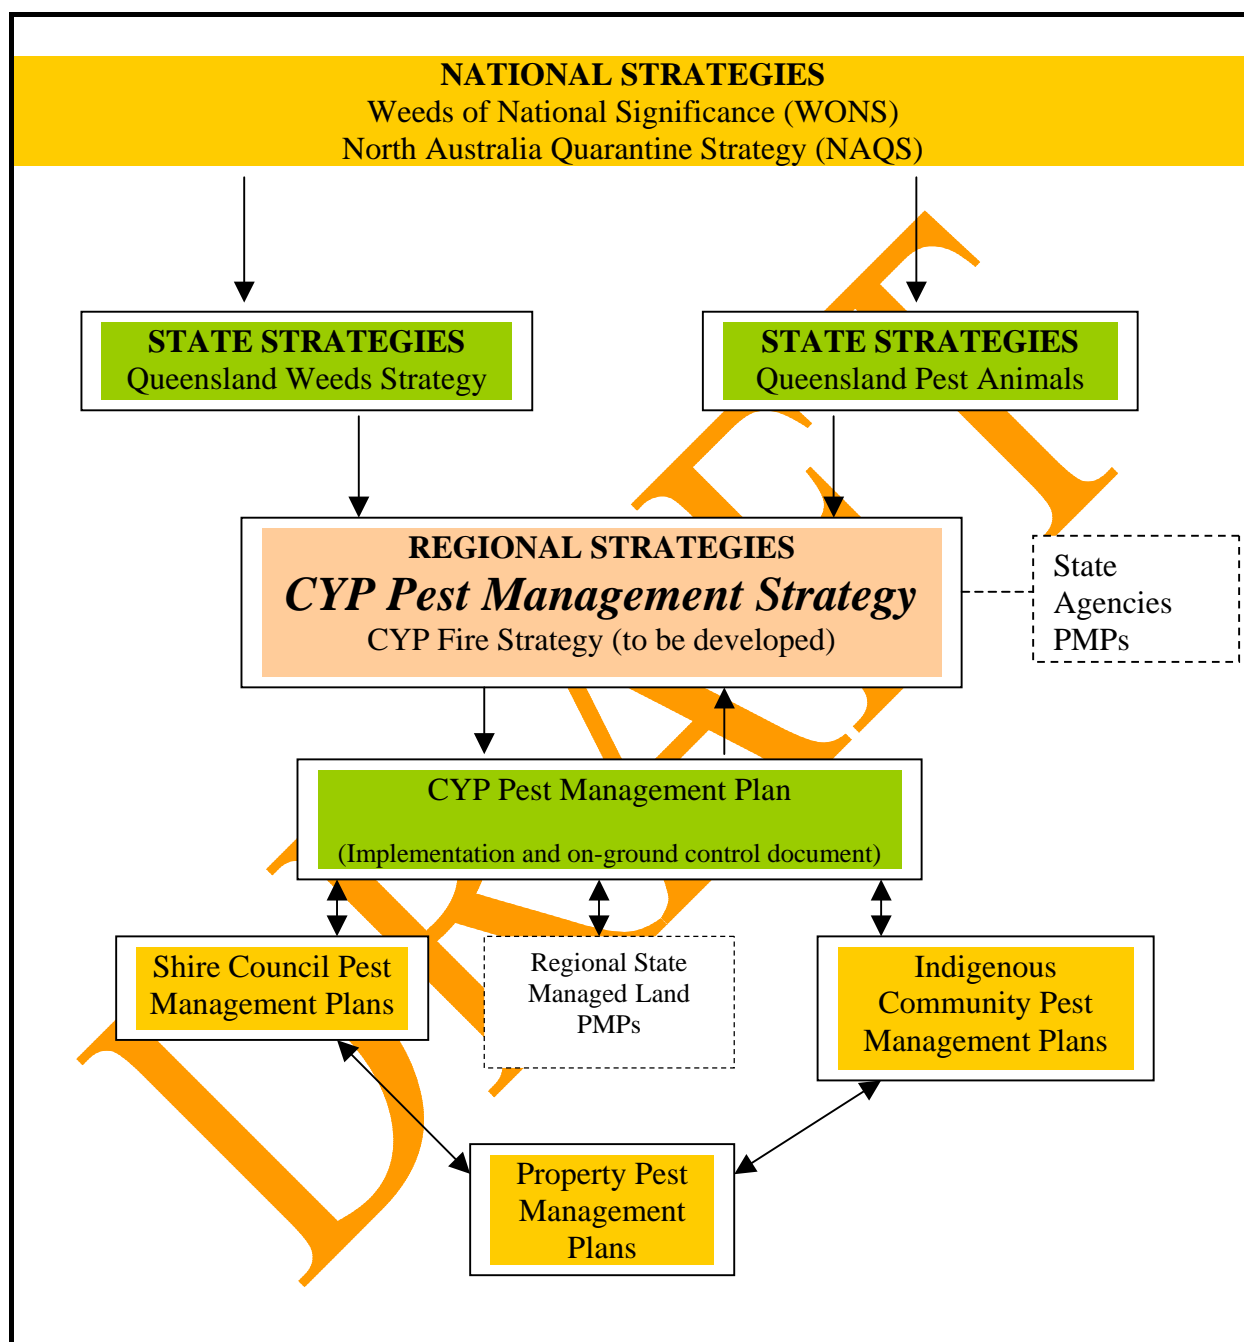 NATIONAL STRATEGIES
Weeds of National Significance (WONS)
North Australia Quarantine Strategy (NAQS)
STATE STRATEGIES
Queensland Weeds Strategy
STATE STRATEGIES
Queensland Pest Animals
REGIONAL STRATEGIES
CYP Pest Management Strategy
CYP Fire Strategy (to be developed)
State
Agencies
PMPs
CYP Pest Management Plan
(Implementation and on-ground control document)
Shire Council Pest
Management Plans
Regional State
Managed Land
PMPs
Indigenous
Community Pest
Management Plans
Property Pest
Management
Plans
DRAFT